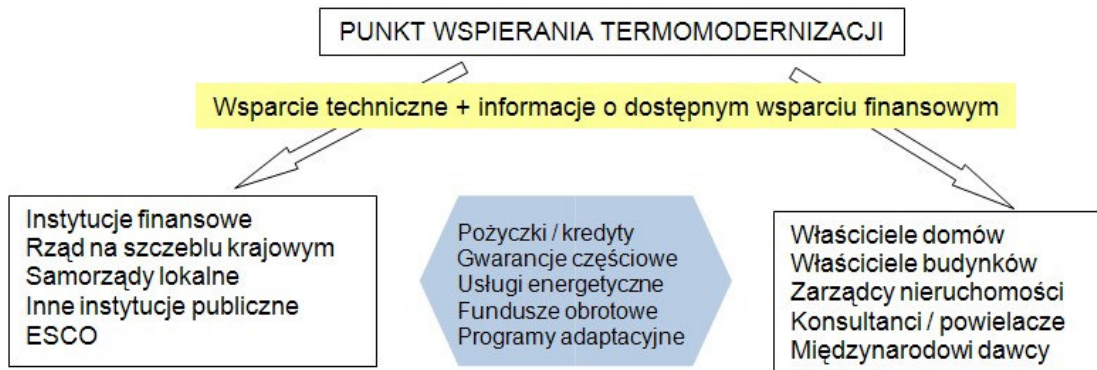 PUNKT WSPIERANIA TERMOMODERNIZACJI
Wsparcie techniczne + informacje o dostępnym wsparciu finansowym
Instytucje finansowe
Rząd na szczeblu krajowym
Samorządy lokalne
Inne instytucje publiczne
ESCO
Pożyczki / kredyty
Gwarancje częściowe
Usługi energetyczne
Fundusze obrotowe
Programy adaptacyjne
Właściciele domów
Właściciele budynków
Zarządcy nieruchomości
Konsultanci / powielacze
Międzynarodowi dawcy